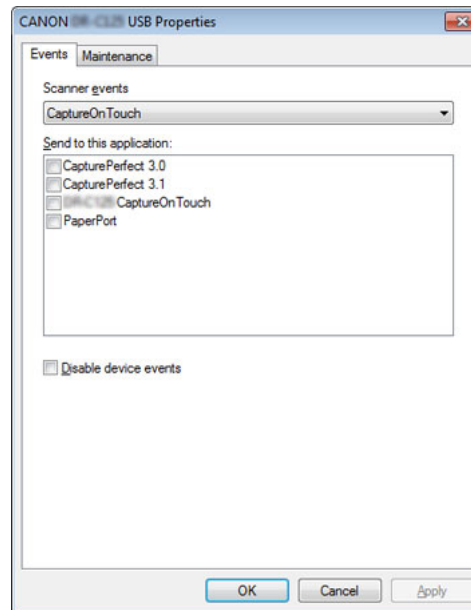 CANON USB Properties
Events Maintenance
Scanner events
CaptureOnTouch
Send to this application:
CapturePerfect 3.0
CapturePerfect 3.1
CaptureOnTouch
PaperPort
Disable device events
OK Cancel Apply